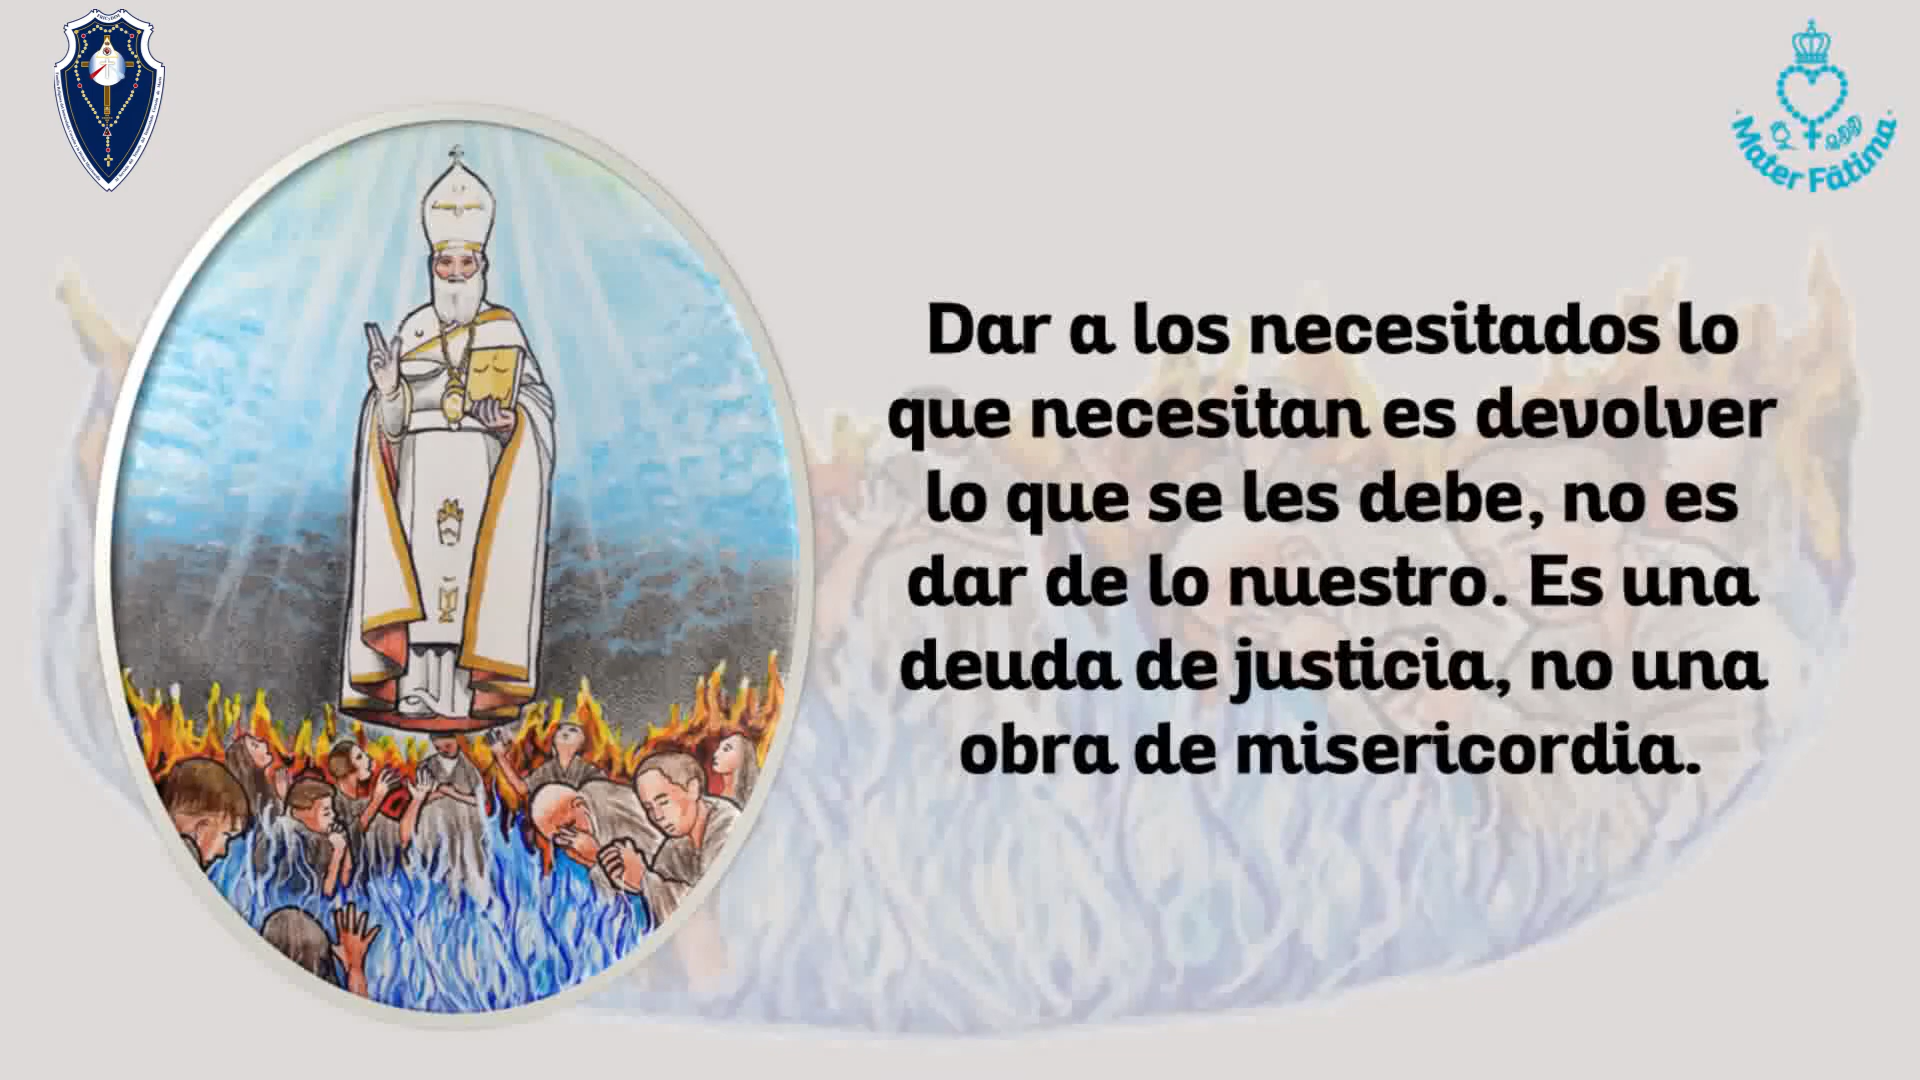 Mater Fátima
Dar a los necesitados lo
que necesitan es devolver
lo que se les debe, no es
dar de lo nuestro. Es una
deuda de justicia, no una
obra de misericordia.